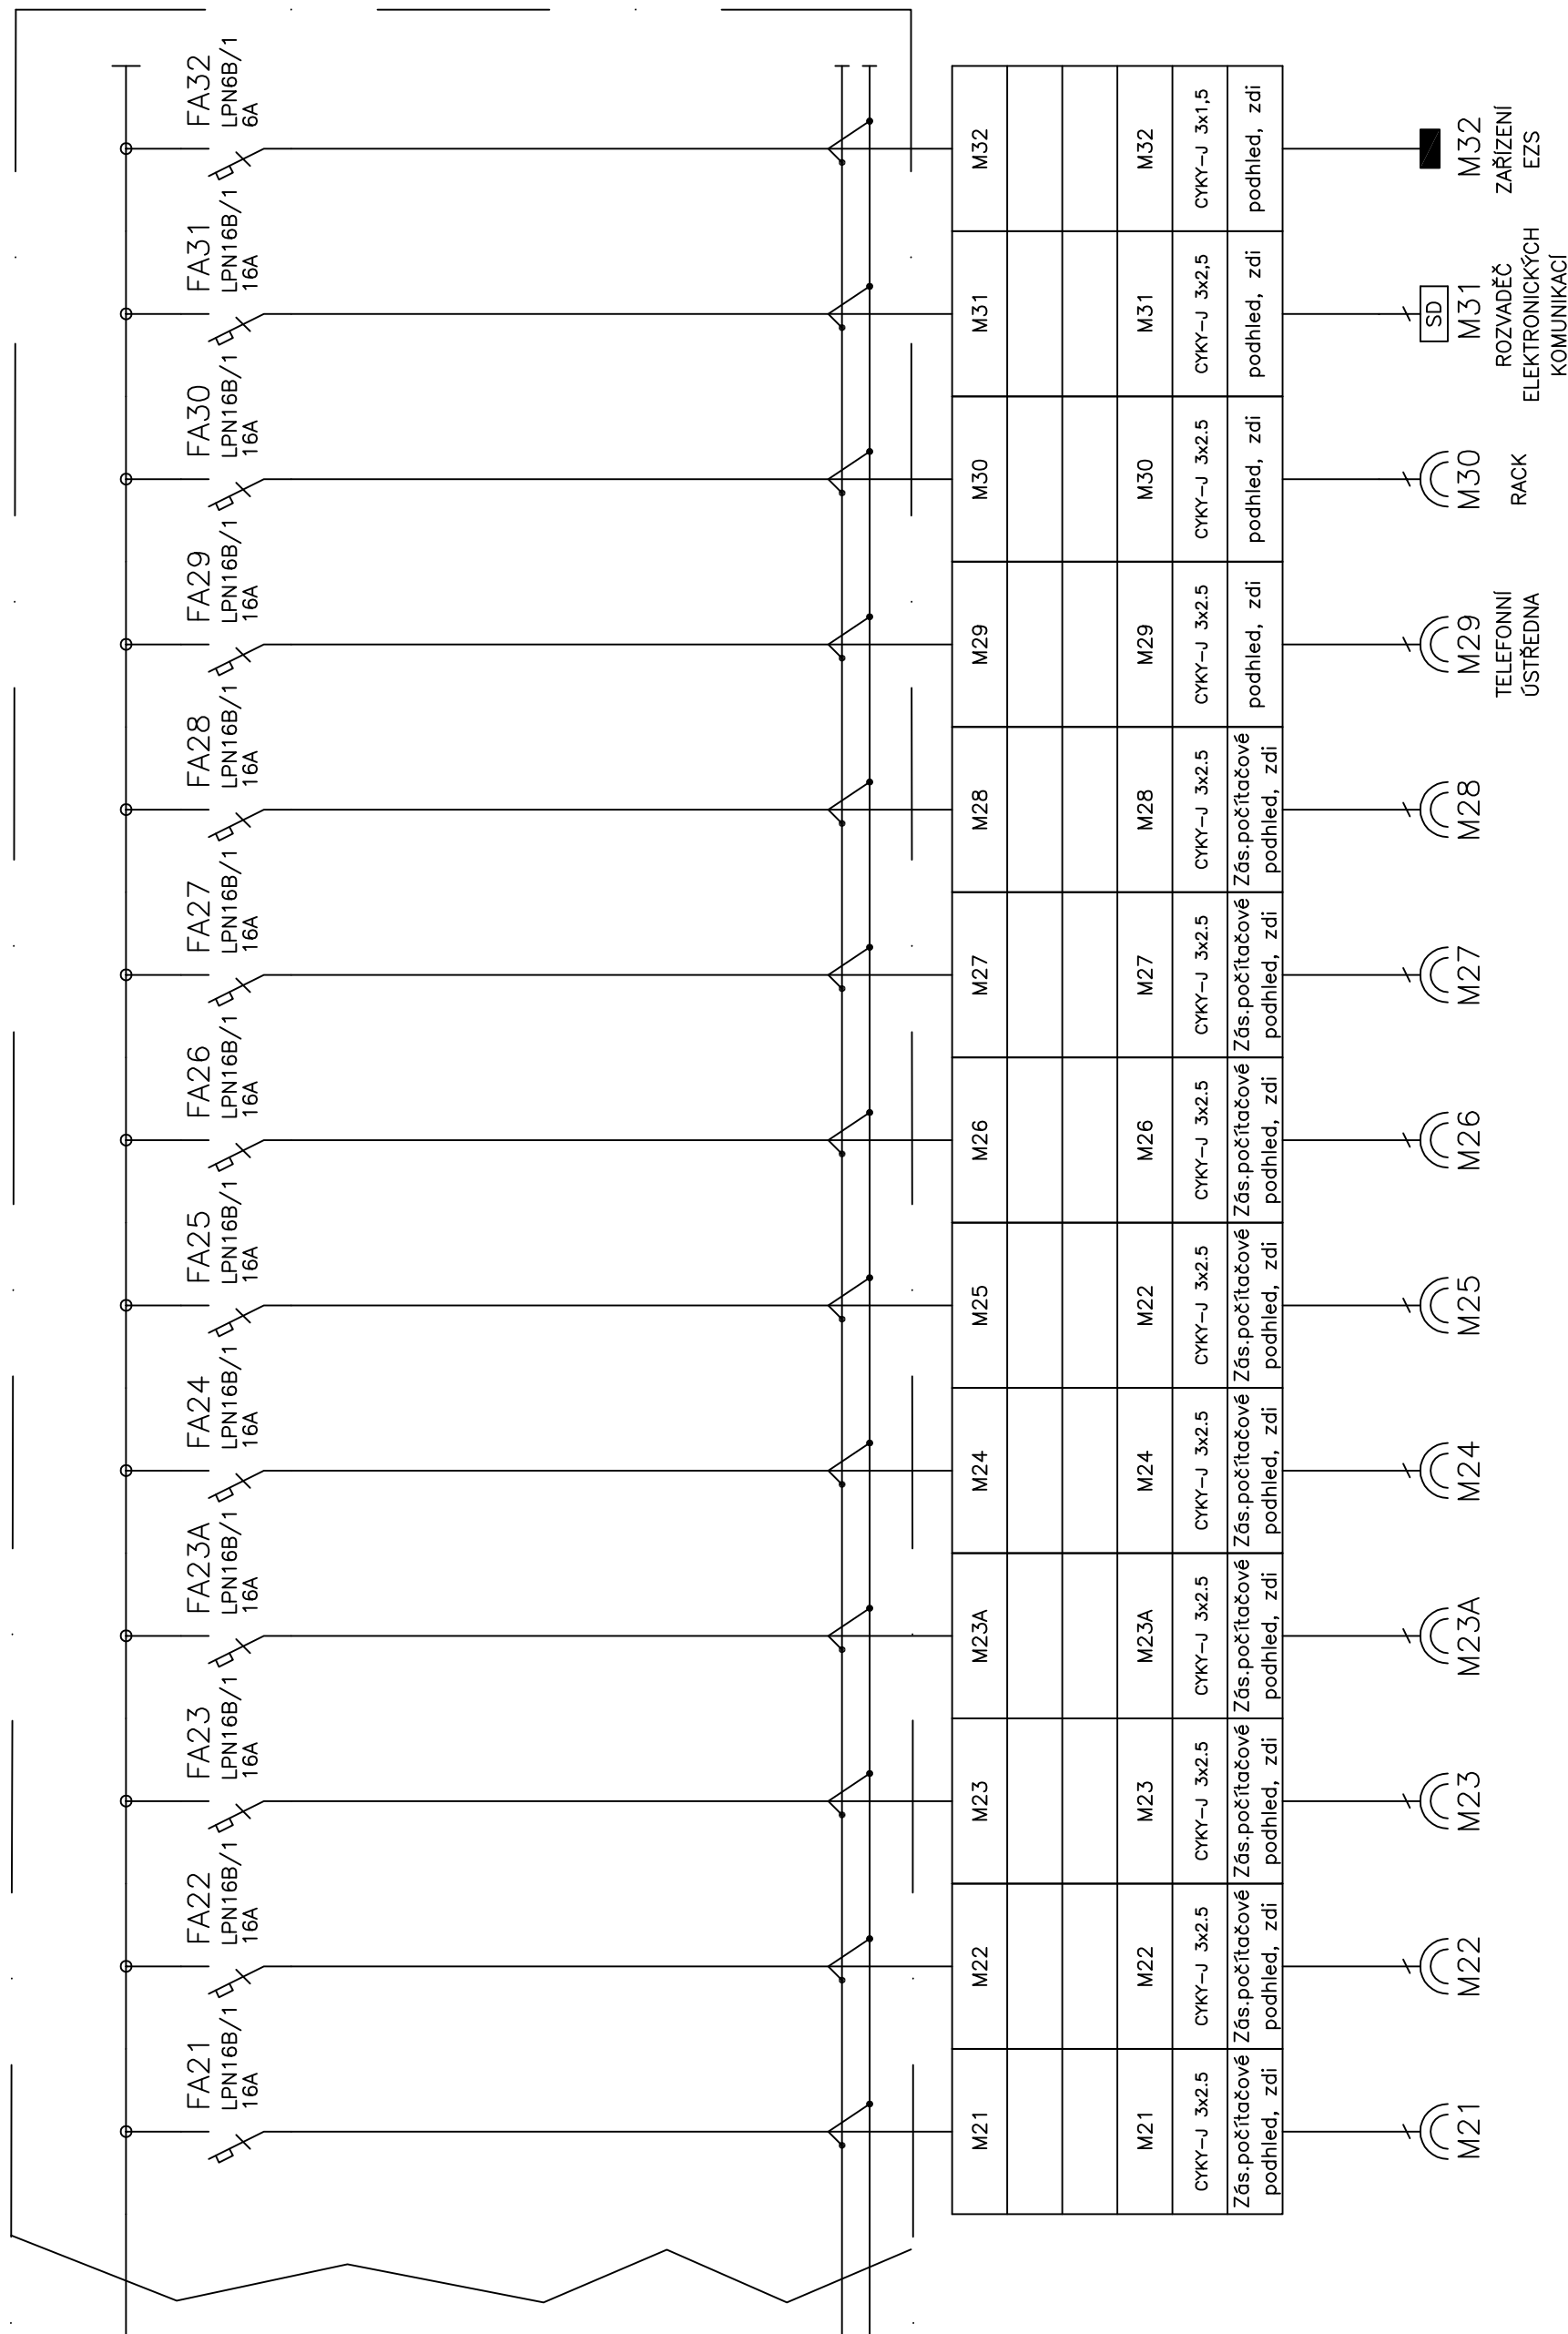 FA21
LPN16B/1
16A
FA22
LPN16B/1
16A
FA23
LPN16B/1
16A
FA23A
LPN16B/1
16A
FA24
LPN16B/1
16A
FA25
LPN16B/1
16A
FA26
LPN16B/1
16A
FA27
LPN16B/1
16A
FA28
LPN16B/1
16A
FA29
LPN16B/1
16A
FA30
LPN16B/1
16A
FA31
LPN16B/1
16A
FA32
LPN6B/1
6A
M21 M22 M23 M23A M24 M25 M26 M27 M28 M29 M30 M31 M32
M21 M22 M23 M23A M24 M22 M26 M27 M28 M29 M30 M31 M32
CYKY-J 3x2.5 CYKY-J 3x2.5 CYKY-J 3x2.5 CYKY-J 3x2.5 CYKY-J 3x2.5 CYKY-J 3x2.5 CYKY-J 3x2.5 CYKY-J 3x2.5 CYKY-J 3x2.5 CYKY-J 3x2.5 CYKY-J 3x2.5 CYKY-J 3x2,5 CYKY-J 3x1,5
Zás.počítačové
podhled, zdi
Zás.počítačové
podhled, zdi
Zás.počítačové
podhled, zdi
Zás.počítačové
podhled, zdi
Zás.počítačové
podhled, zdi
Zás.počítačové
podhled, zdi
Zás.počítačové
podhled, zdi
Zás.počítačové
podhled, zdi
Zás.počítačové
podhled, zdi
podhled, zdi
podhled, zdi
podhled, zdi
podhled, zdi
M21
M22
M23
M23A
M24
M25
M26
M27
M28
M29
TELEFONNÍ
ÚSTŘEDNA
M30
RACK
SD
M31
ROZVADĚČ
ELEKTRONICKÝCH
KOMUNIKACÍ
M32
ZAŘÍZENÍ
EZS